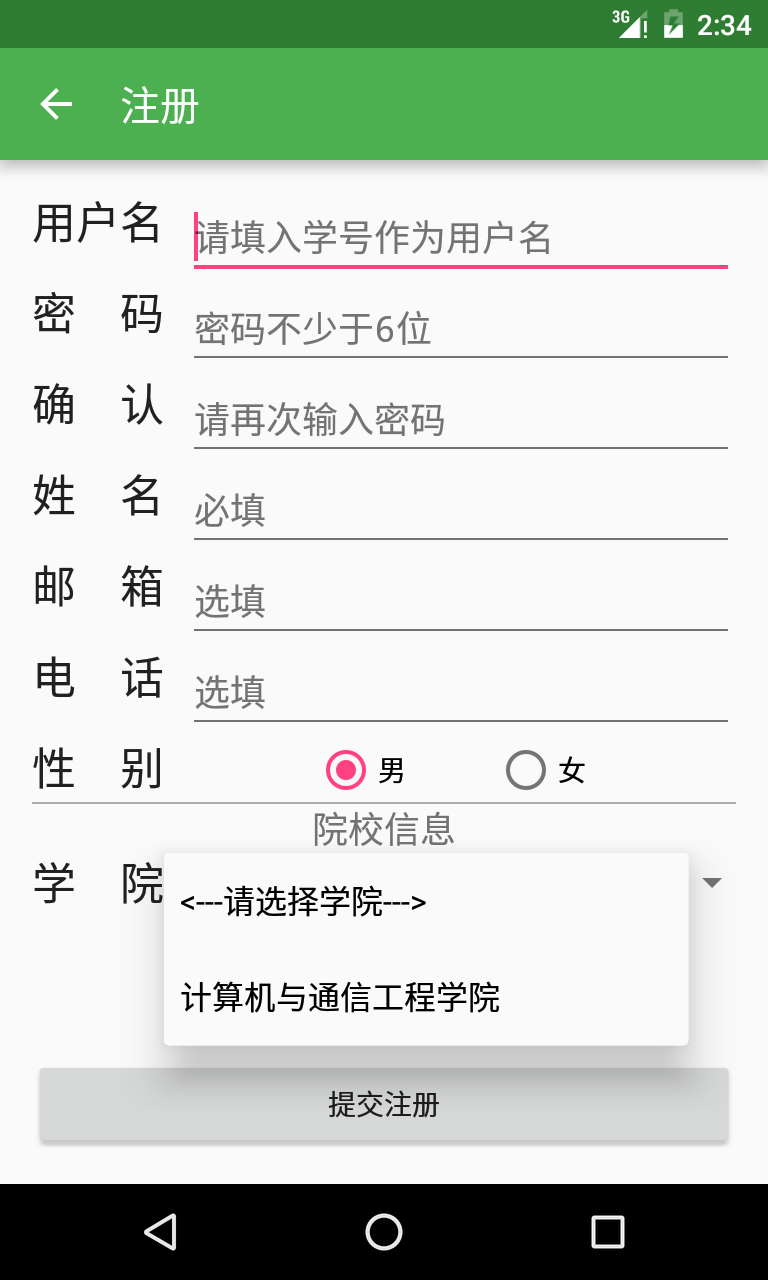 3G 2:34
注册
用户名 请填入学号作为用户名
密 码 密码不少于6位
确 认 请再次输入密码
姓 名 必填
邮 箱 选填
电 话 选填
性 别 男 女
院校信息
学 院
<---请选择学院--->
计算机与通信工程学院
提交注册